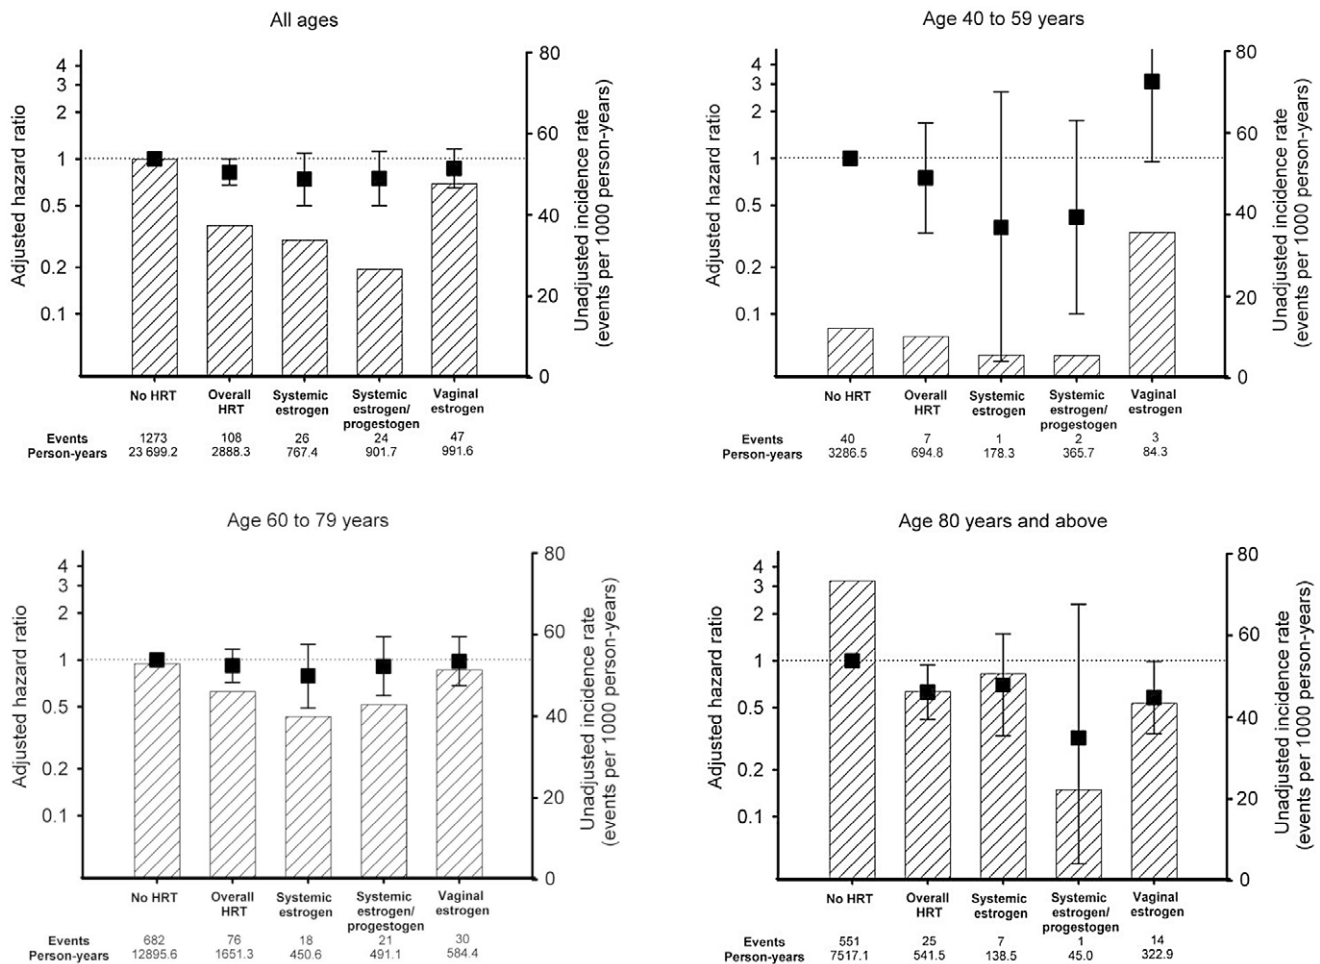 All ages
Adjusted hazard ratio
4
3
2
1
0.5
0.2
0.1
80
60
40
20
0
Unadjusted incidence rate
(events per 1000 person-years)
No HRT
Overall
HRT
Systemic
estrogen
Systemic
estrogen/
progestogen
Vaginal
estrogen
Events 1273 108 26 24 47
Person-years 23 699.2 2888.3 767.4 901.7 991.6
Age 40 to 59 years
Adjusted hazard ratio
4
3
2
1
0.5
0.2
0.1
80
60
40
20
0
Unadjusted incidence rate
(events per 1000 person-years)
No HRT
Overall
HRT
Systemic
estrogen
Systemic
estrogen/
progestogen
Vaginal
estrogen
Events 40 7 1 2 3
Person-years 3286.5 694.8 178.3 365.7 84.3
Age 60 to 79 years
Adjusted hazard ratio
4
3
2
1
0.5
0.2
0.1
80
60
40
20
0
Unadjusted incidence rate
(events per 1000 person-years)
No HRT
Overall
HRT
Systemic
estrogen
Systemic
estrogen/
progestogen
Vaginal
estrogen
Events 682 76 18 21 30
Person-years 12895.6 1651.3 450.6 491.1 584.4
Age 80 years and above
Adjusted hazard ratio
4
3
2
1
0.5
0.2
0.1
80
60
40
20
0
Unadjusted incidence rate
(events per 1000 person-years)
No HRT
Overall
HRT
Systemic
estrogen
Systemic
estrogen/
progestogen
Vaginal
estrogen
Events 551 25 7 1 14
Person-years 7517.1 541.5 138.5 45.0 322.9